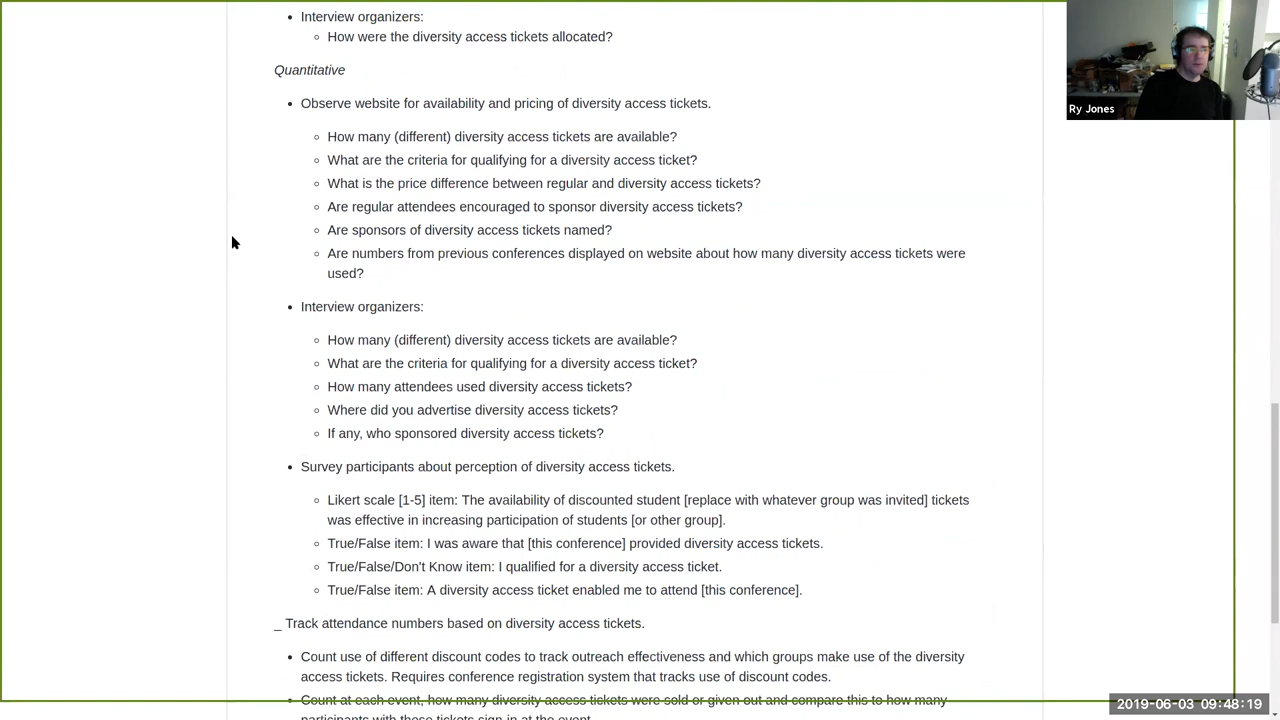 Interview organizers:
How were the diversity access tickets allocated?
Quantitative
Observe website for availability and pricing of diversity access tickets.
How many (different) diversity access tickets are available?
What are the criteria for qualifying for a diversity access ticket?
What is the price difference between regular and diversity access tickets?
Are regular attendees encouraged to sponsor diversity access tickets?
Are sponsors of diversity access tickets named?
Are numbers from previous conferences displayed on website about how many diversity access tickets were
used?
Interview organizers:
How many (different) diversity access tickets are available?
What are the criteria for qualifying for a diversity access ticket?
How many attendees used diversity access tickets?
Where did you advertise diversity access tickets?
If any, who sponsored diversity access tickets?
Survey participants about perception of diversity access tickets.
Likert scale [1-5] item: The availability of discounted student [replace with whatever group was invited] tickets
was effective in increasing participation of students [or other group].
True/False item: I was aware that [this conference] provided diversity access tickets.
True/False/Don't Know item: I qualified for a diversity access ticket.
True/False item: A diversity access ticket enabled me to attend [this conference].
_ Track attendance numbers based on diversity access tickets.
Count use of different discount codes to track outreach effectiveness and which groups make use of the diversity
access tickets. Requires conference registration system that tracks use of discount codes.
Count at each event, how many diversity access tickets were sold or given out and compare this to how many
participants with these tickets sign-in at the event.
Ry Jones
2019-06-03 09:48:19